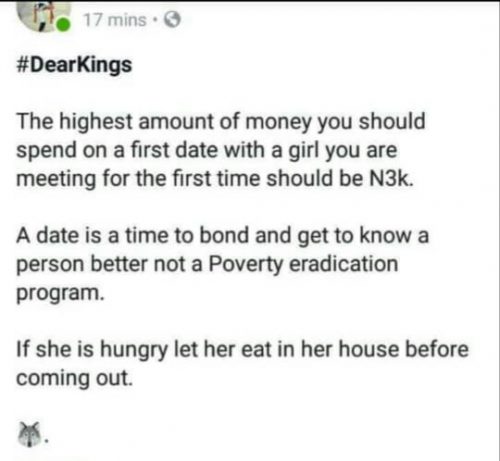 17 mins ·
#DearKings
The highest amount of money you should
spend on a first date with a girl you are
meeting for the first time should be N3k.
A date is a time to bond and get to know a
person better not a Poverty eradication
program.
If she is hungry let her eat in her house before
coming out.
🐺.